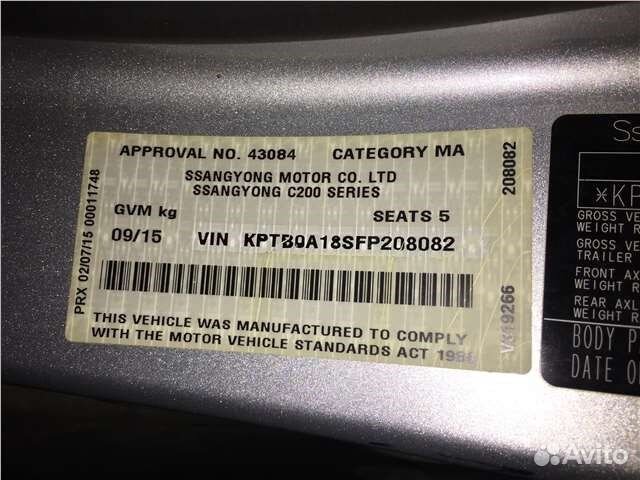 APPROVAL NO. 43084 CATEGORY MA
SSANGYONG MOTOR CO. LTD
SSANGYONG C200 SERIES
GVM kg SEATS 5
09/15 VIN KPTB0A18SFP208082
THIS VEHICLE WAS MANUFACTURED TO COMPLY
WITH THE MOTOR VEHICLE STANDARDS ACT 1989
PRX 02/07/15 00011748
208082
V319266
Ss
*KP
GROSS VE
WEIGHT R
GROSS VE
TRAILER
FRONT AX
WEIGHT R
REAR AXL
WEIGHT R
BODY P
DATE O
Avito